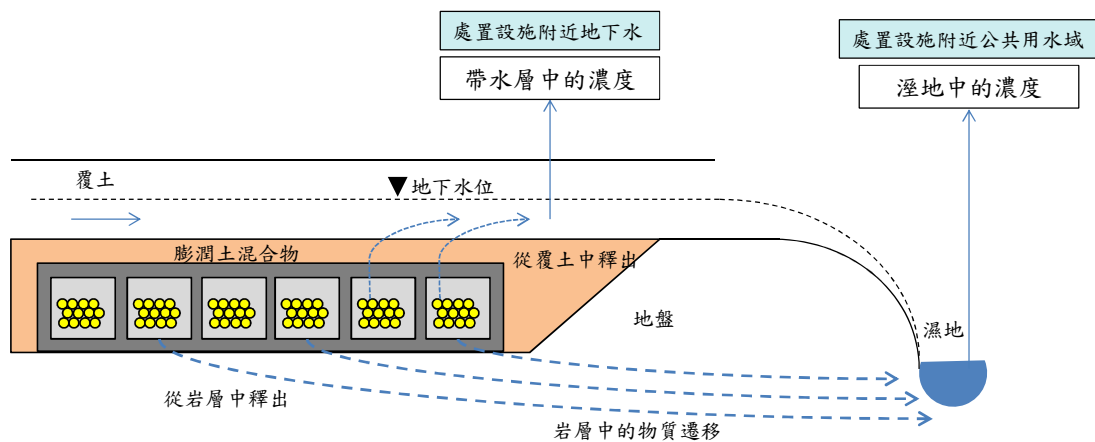 處置設施附近地下水
帶水層中的濃度
處置設施附近公共用水域
溼地中的濃度
覆土
地下水位
膨潤土混合物
從覆土中釋出
地盤
濕地
從岩層中釋出
岩層中的物質遷移